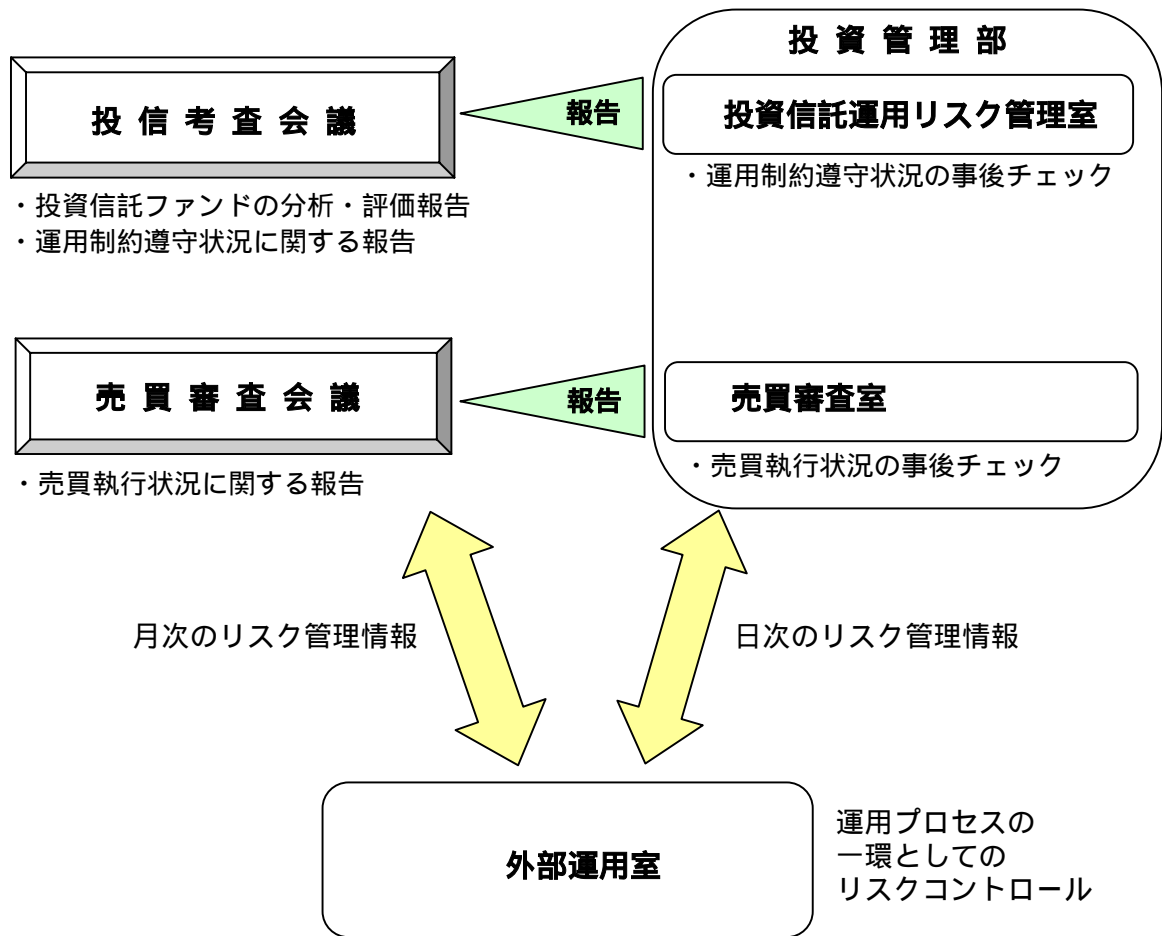 投資管理部
投信考査会議
報告
投資信託運用リスク管理室
・運用制約遵守状況の事後チェック
・投資信託ファンドの分析・評価報告
・運用制約遵守状況に関する報告
売買審査会議
報告
売買審査室
・売買執行状況の事後チェック
・売買執行状況に関する報告
月次のリスク管理情報
日次のリスク管理情報
外部運用室
運用プロセスの
一環としての
リスクコントロール